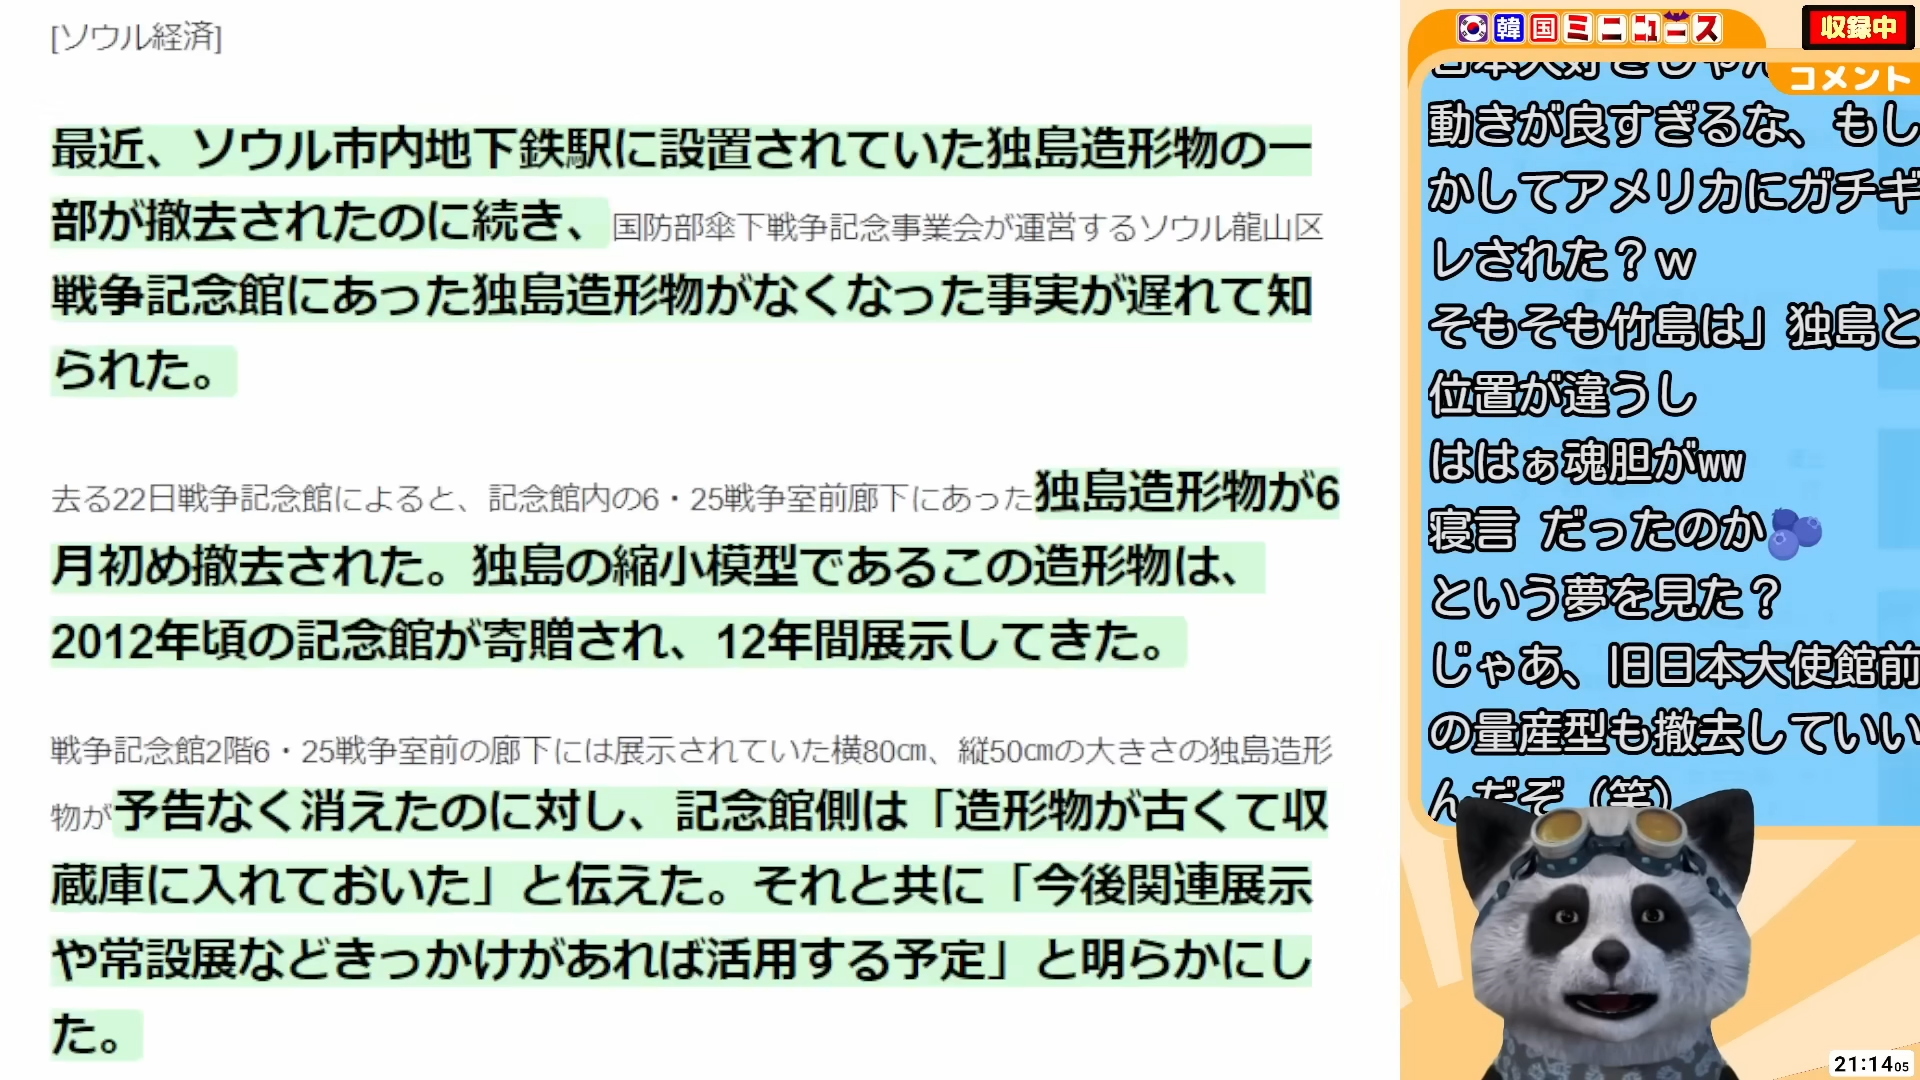 [ソウル経済]
最近、ソウル市内地下鉄駅に設置されていた独島造形物の一
部が撤去されたのに続き、国防部傘下戦争記念事業会が運営するソウル龍山区
戦争記念館にあった独島造形物がなくなった事実が遅れて知
られた。
去る22日戦争記念館によると、記念館内の6・25戦争室前廊下にあった独島造形物が6
月初め撤去された。独島の縮小模型であるこの造形物は、
2012年頃の記念館が寄贈され、12年間展示してきた。
戦争記念館2階6・25戦争室前の廊下には展示されていた横80㎝、縦50㎝の大きさの独島造形
物が予告なく消えたのに対し、記念館側は「造形物が古くて収
蔵庫に入れておいた」と伝えた。それと共に「今後関連展示
や常設展などきっかけがあれば活用する予定」と明らかにし
た。
韓国ミニニュース
収録中
コメント
日本人好きじゃん
動きが良すぎるな、もし
かしてアメリカにガチギ
レされた？ｗ
そもそも竹島は」独島と
位置が違うし
ははぁ魂胆がww
寝言 だったのか
という夢を見た？
じゃあ、旧日本大使館前
の量産型も撤去していい
んだぞ（笑）
21:14 05